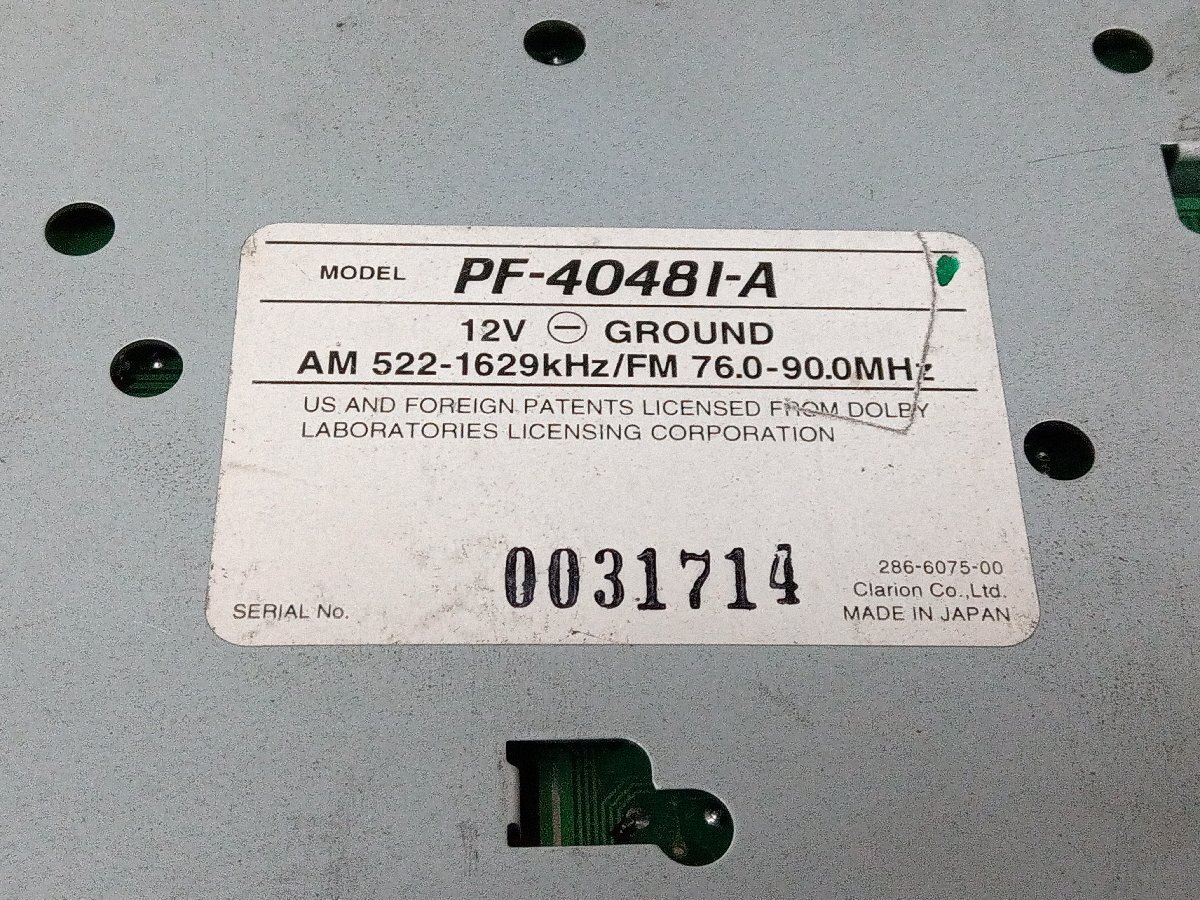 MODEL PF-4048I-A
12V ⊖ GROUND
AM 522-1629kHz/FM 76.0-90.0MHz
US AND FOREIGN PATENTS LICENSED FROM DOLBY
LABORATORIES LICENSING CORPORATION
286-6075-00
Clarion Co.,Ltd.
SERIAL No. 0031714 MADE IN JAPAN